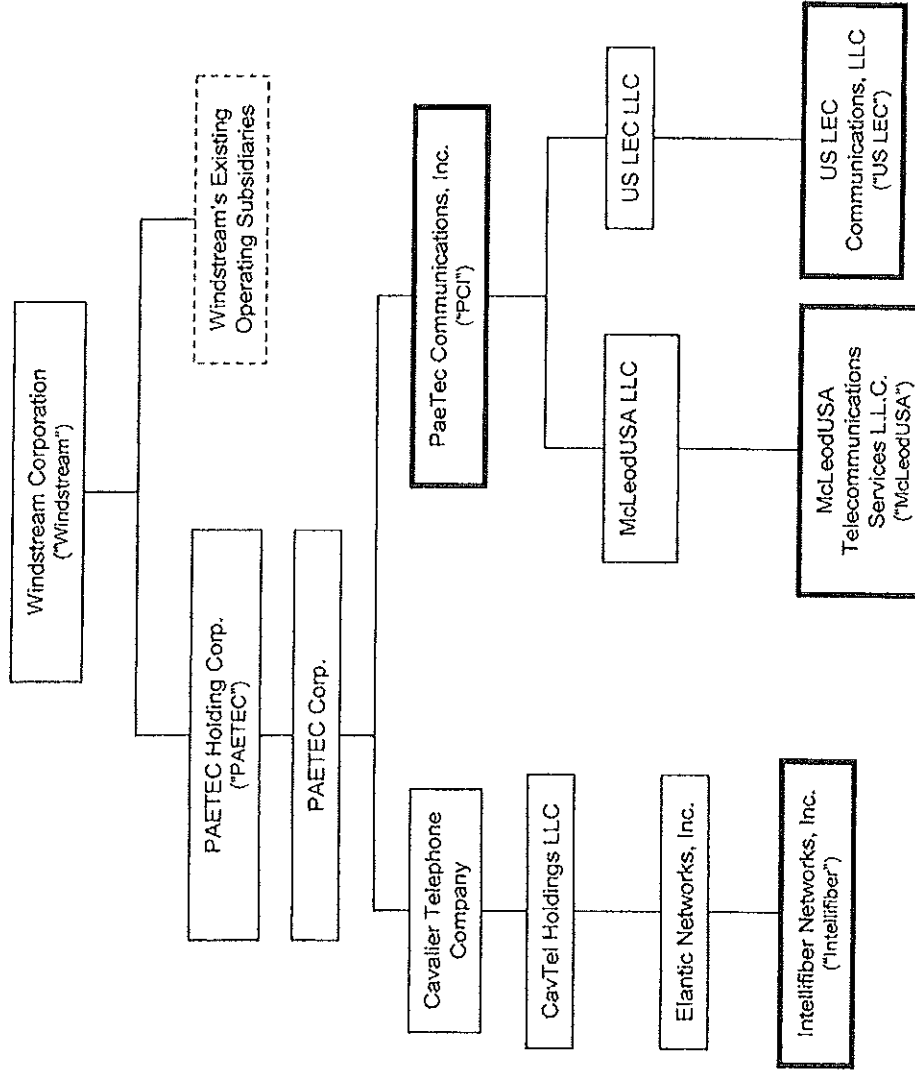 Windstream Corporation
("Windstream")
Windstream's Existing
Operating Subsidiaries
PAETEC Holding Corp.
("PAETEC")
PAETEC Corp.
Cavalier Telephone
Company
CavTel Holdings LLC
Elantic Networks, Inc.
Intellifiber Networks, Inc.
("Intellifiber")
PaeTec Communications, Inc.
("PCI")
McLeodUSA LLC
McLeodUSA
Telecommunications
Services L.L.C.
("McLeodUSA")
US LEC LLC
US LEC
Communications, LLC
("US LEC")